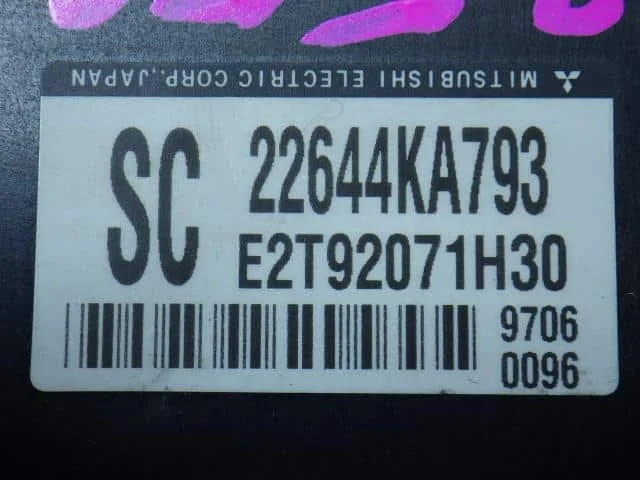 MITSUBISHI ELECTRIC CORP., JAPAN
SC
22644KA793
E2T92071H30
9706
0096